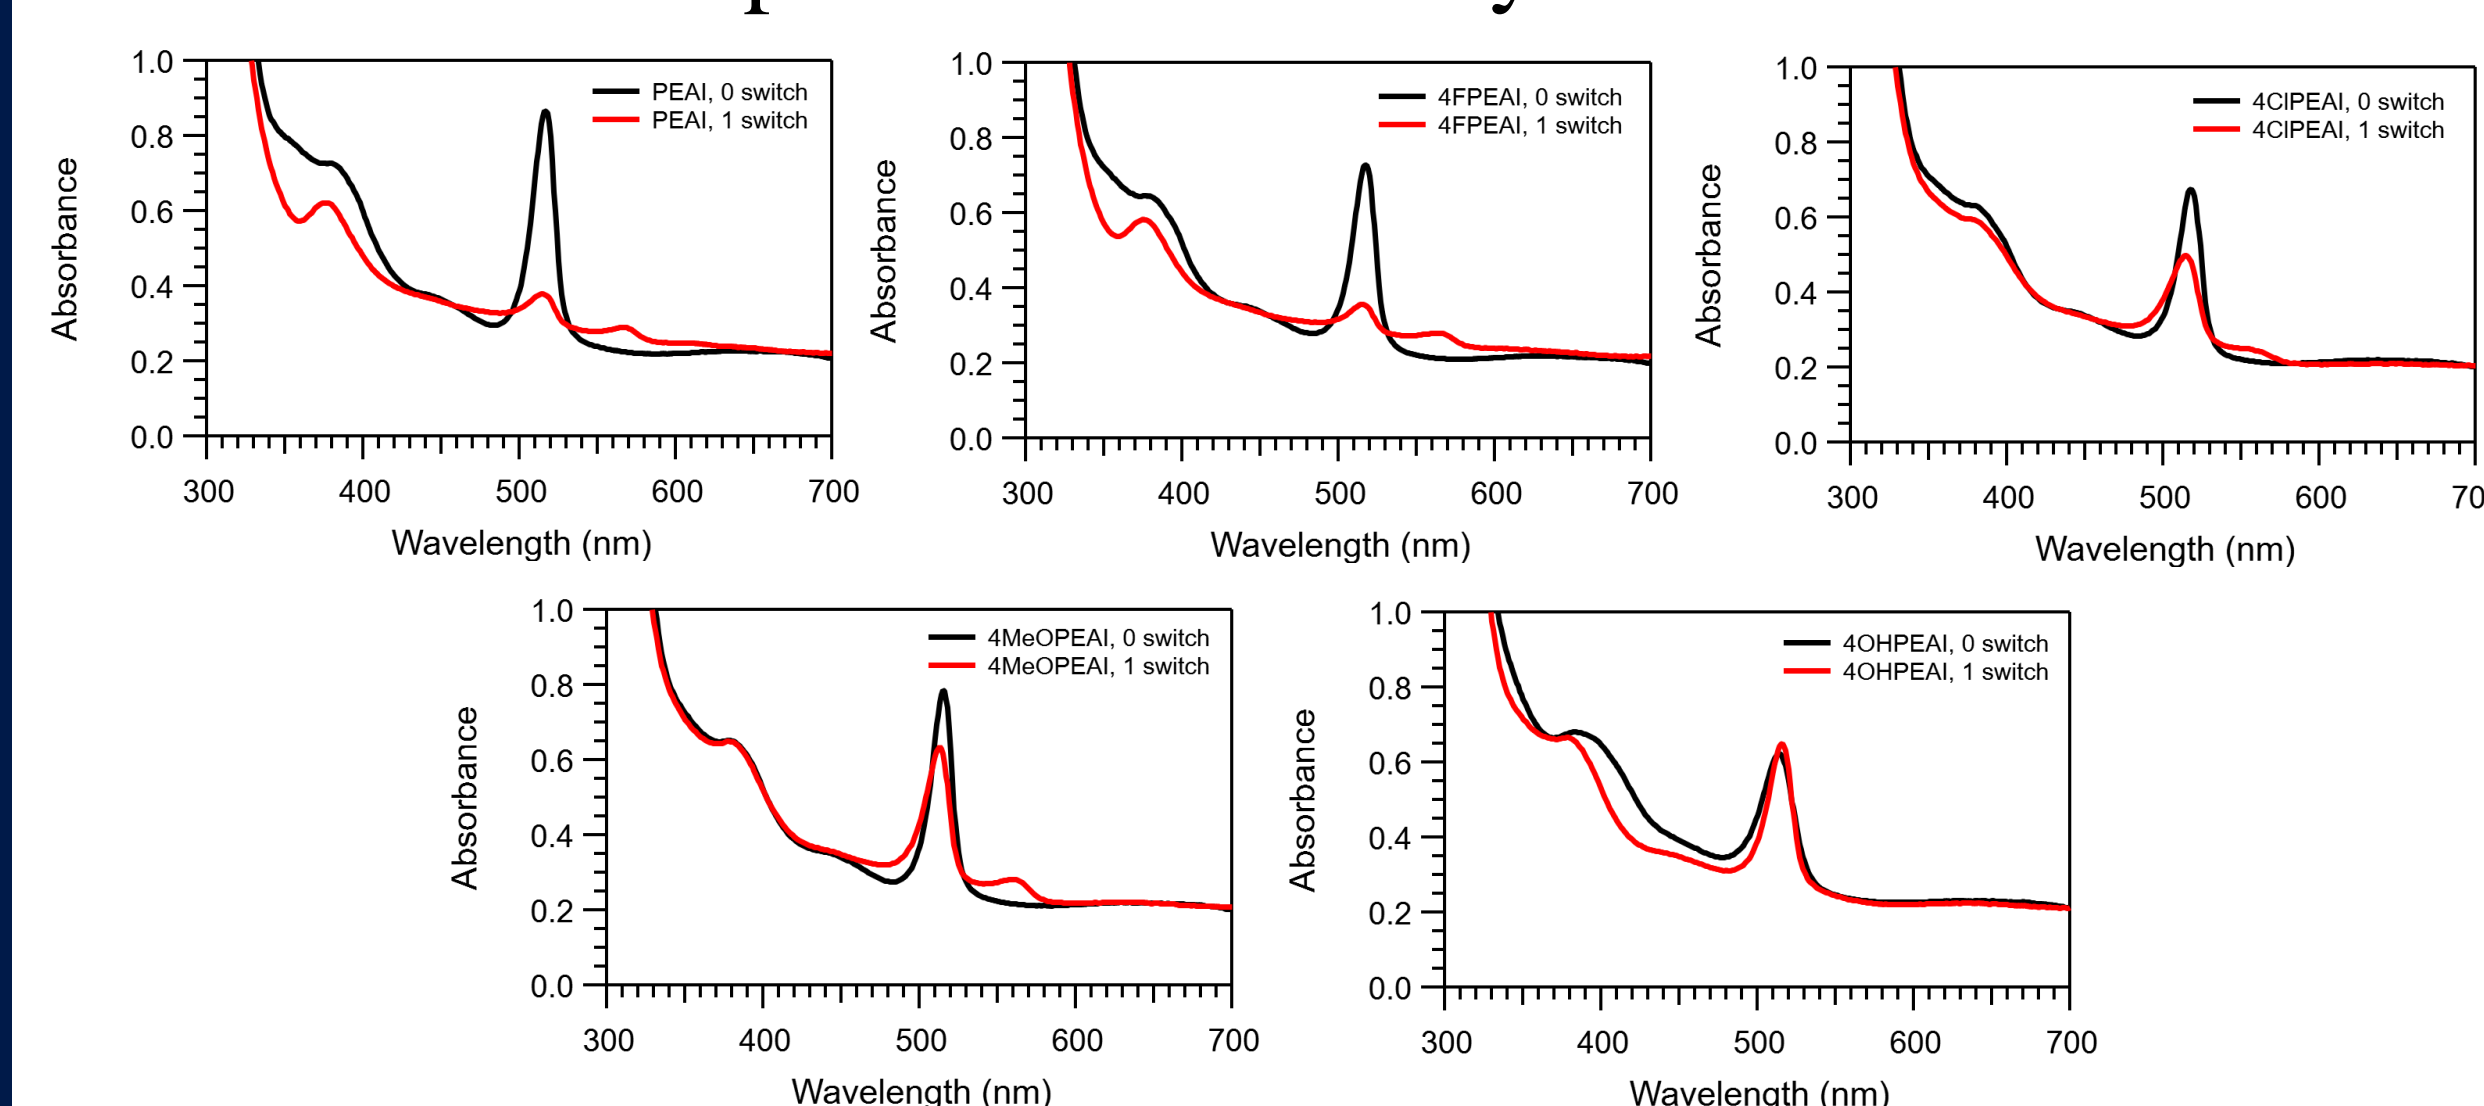 1.0
0.8
0.6
0.4
0.2
0.0
Absorbance
PEAI, 0 switch
PEAI, 1 switch
300 400 500 600 700
Wavelength (nm)
1.0
0.8
0.6
0.4
0.2
0.0
Absorbance
4FPEAI, 0 switch
4FPEAI, 1 switch
300 400 500 600 700
Wavelength (nm)
1.0
0.8
0.6
0.4
0.2
0.0
Absorbance
4ClPEAI, 0 switch
4ClPEAI, 1 switch
300 400 500 600 70
Wavelength (nm)
1.0
0.8
0.6
0.4
0.2
0.0
Absorbance
4MeOPEAI, 0 switch
4MeOPEAI, 1 switch
300 400 500 600 700
Wavelength (nm)
1.0
0.8
0.6
0.4
0.2
0.0
Absorbance
4OHPEAI, 0 switch
4OHPEAI, 1 switch
300 400 500 600 700
Wavelength (nm)